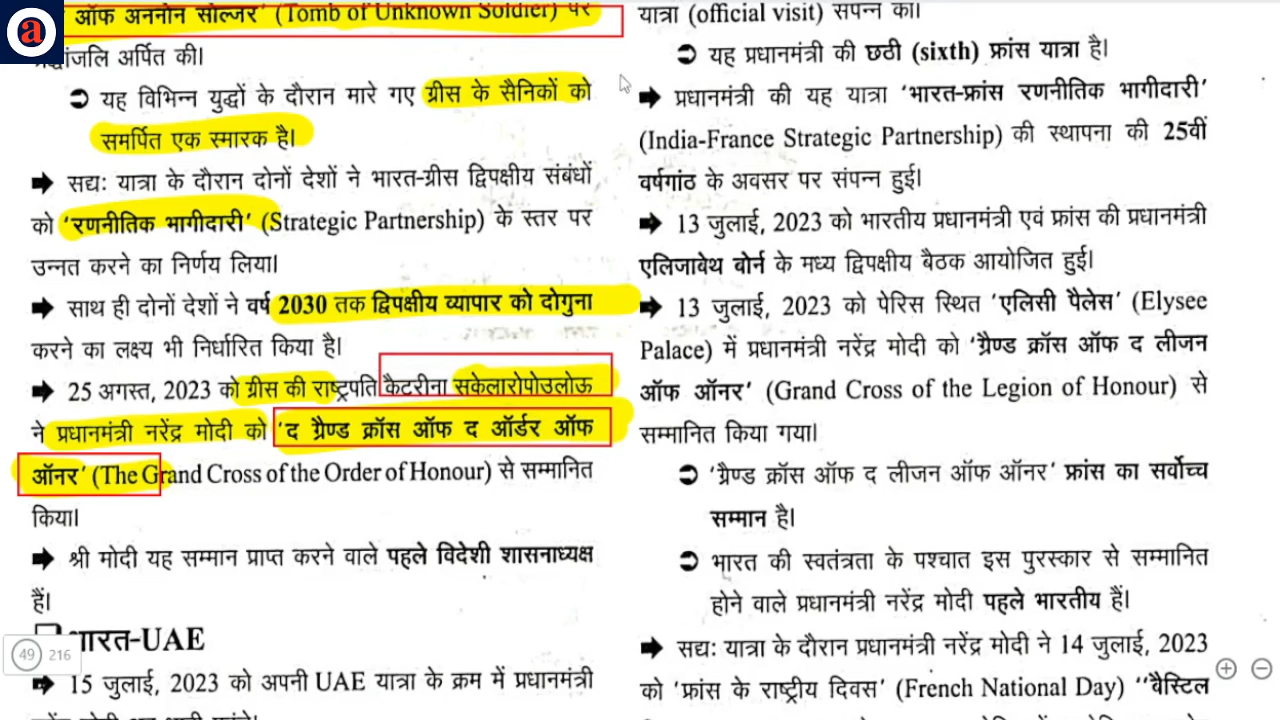 a
ऑफ अननोन सोल्जर’ (Tomb of Unknown Soldier) पर
श्रद्धांजलि अर्पित की।
➲ यह विभिन्न युद्धों के दौरान मारे गए ग्रीस के सैनिकों को
समर्पित एक स्मारक है।
➡ सद्यः यात्रा के दौरान दोनों देशों ने भारत-ग्रीस द्विपक्षीय संबंधों
को ‘रणनीतिक भागीदारी’ (Strategic Partnership) के स्तर पर
उन्नत करने का निर्णय लिया।
➡ साथ ही दोनों देशों ने वर्ष 2030 तक द्विपक्षीय व्यापार को दोगुना
करने का लक्ष्य भी निर्धारित किया है।
➡ 25 अगस्त, 2023 को ग्रीस की राष्ट्रपति कैटरीना सकेलारोपोउलोऊ
ने प्रधानमंत्री नरेंद्र मोदी को ‘द ग्रैण्ड क्रॉस ऑफ द ऑर्डर ऑफ
ऑनर’ (The Grand Cross of the Order of Honour) से सम्मानित
किया।
➡ श्री मोदी यह सम्मान प्राप्त करने वाले पहले विदेशी शासनाध्यक्ष
हैं।
❑ भारत-UAE
➡ 15 जुलाई, 2023 को अपनी UAE यात्रा के क्रम में प्रधानमंत्री
49 216
यात्रा (official visit) संपन्न की।
➲ यह प्रधानमंत्री की छठी (sixth) फ्रांस यात्रा है।
➡ प्रधानमंत्री की यह यात्रा ‘भारत-फ्रांस रणनीतिक भागीदारी’
(India-France Strategic Partnership) की स्थापना की 25वीं
वर्षगांठ के अवसर पर संपन्न हुई।
➡ 13 जुलाई, 2023 को भारतीय प्रधानमंत्री एवं फ्रांस की प्रधानमंत्री
एलिजाबेथ बोर्न के मध्य द्विपक्षीय बैठक आयोजित हुई।
➡ 13 जुलाई, 2023 को पेरिस स्थित ‘एलिसी पैलेस’ (Elysee
Palace) में प्रधानमंत्री नरेंद्र मोदी को ‘ग्रैण्ड क्रॉस ऑफ द लीजन
ऑफ ऑनर’ (Grand Cross of the Legion of Honour) से
सम्मानित किया गया।
➲ ‘ग्रैण्ड क्रॉस ऑफ द लीजन ऑफ ऑनर’ फ्रांस का सर्वोच्च
सम्मान है।
➲ भारत की स्वतंत्रता के पश्चात इस पुरस्कार से सम्मानित
होने वाले प्रधानमंत्री नरेंद्र मोदी पहले भारतीय हैं।
➡ सद्यः यात्रा के दौरान प्रधानमंत्री नरेंद्र मोदी ने 14 जुलाई, 2023
को ‘फ्रांस के राष्ट्रीय दिवस’ (French National Day) ‘‘बैस्टिल